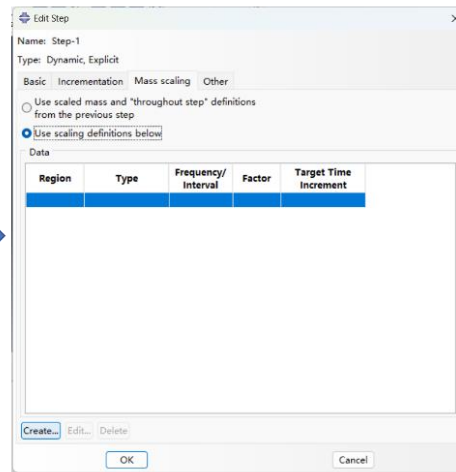 Edit Step
Name: Step-1
Type: Dynamic, Explicit
Basic Incrementation Mass scaling Other
Use scaled mass and "throughout step" definitions
from the previous step
Use scaling definitions below
Data
Region Type Frequency/
Interval Factor Target Time
Increment
Create... Edit... Delete
OK Cancel